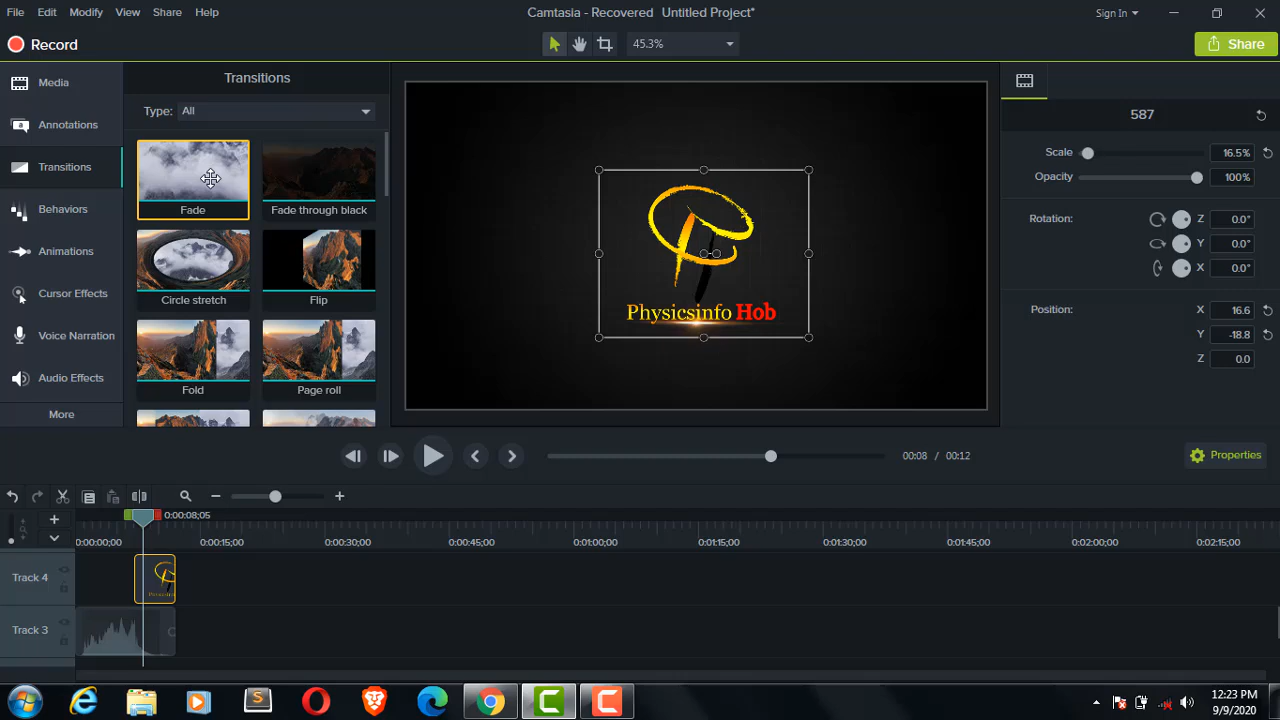 File Edit Modify View Share Help Camtasia - Recovered Untitled Project* Sign In
Record 45.3% Share
Media
Annotations
Transitions
Behaviors
Animations
Cursor Effects
Voice Narration
Audio Effects
More
Transitions
Type: All
Fade Fade through black
Circle stretch Flip
Fold Page roll
Physicsinfo Hob
587
Scale 16.5%
Opacity 100%
Rotation: Z 0.0°
Y 0.0°
X 0.0°
Position: X 16.6
Y -18.8
Z 0.0
00:08 / 00:12 Properties
0:00:08;05
0:00:00;00 0:00:15;00 0:00:30;00 0:00:45;00 0:01:00;00 0:01:15;00 0:01:30;00 0:01:45;00 0:02:00;00 0:02:15;00
Track 4
Track 3
12:23 PM
9/9/2020